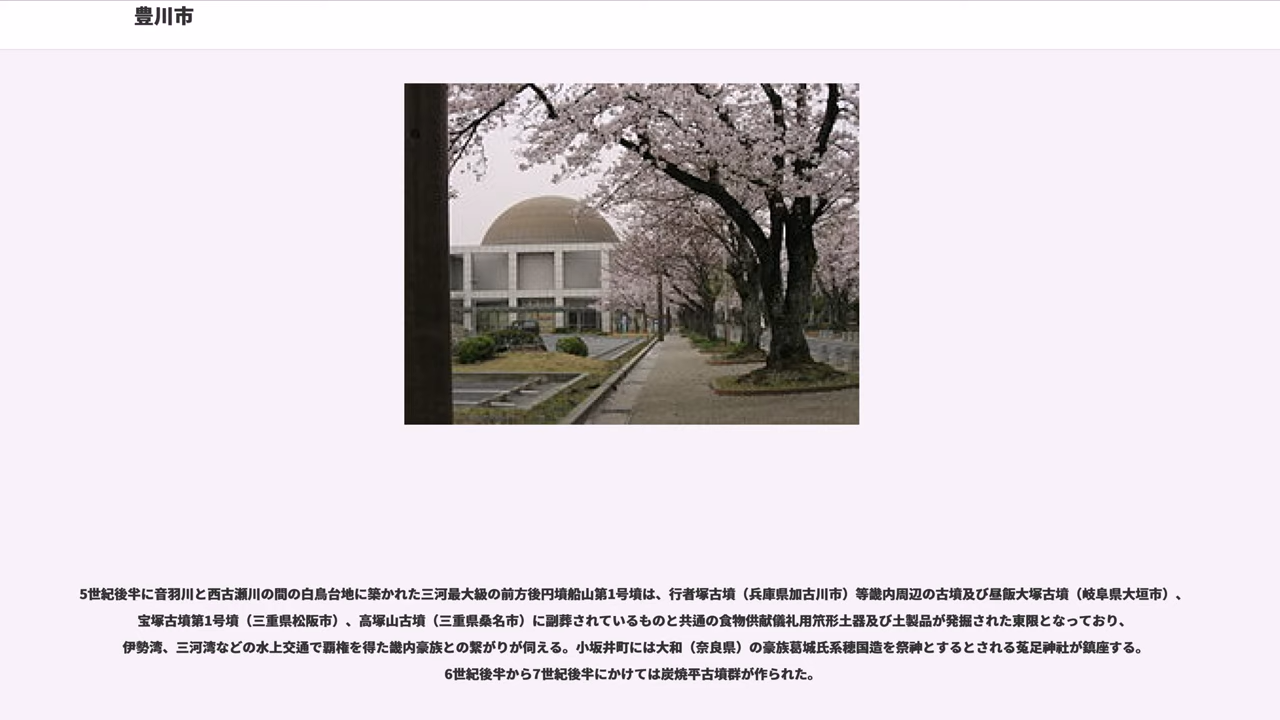 豊川市
5世紀後半に音羽川と西古瀬川の間の白鳥台地に築かれた三河最大級の前方後円墳船山第1号墳は、行者塚古墳（兵庫県加古川市）等畿内周辺の古墳及び昼飯大塚古墳（岐阜県大垣市）、
宝塚古墳第1号墳（三重県松阪市）、高塚山古墳（三重県桑名市）に副葬されているものと共通の食物供献儀礼用笊形土器及び土製品が発掘された東限となっており、
伊勢湾、三河湾などの水上交通で覇権を得た畿内豪族との繋がりが伺える。小坂井町には大和（奈良県）の豪族葛城氏系穂国造を祭神とするとされる菟足神社が鎮座する。
6世紀後半から7世紀後半にかけては炭焼平古墳群が作られた。